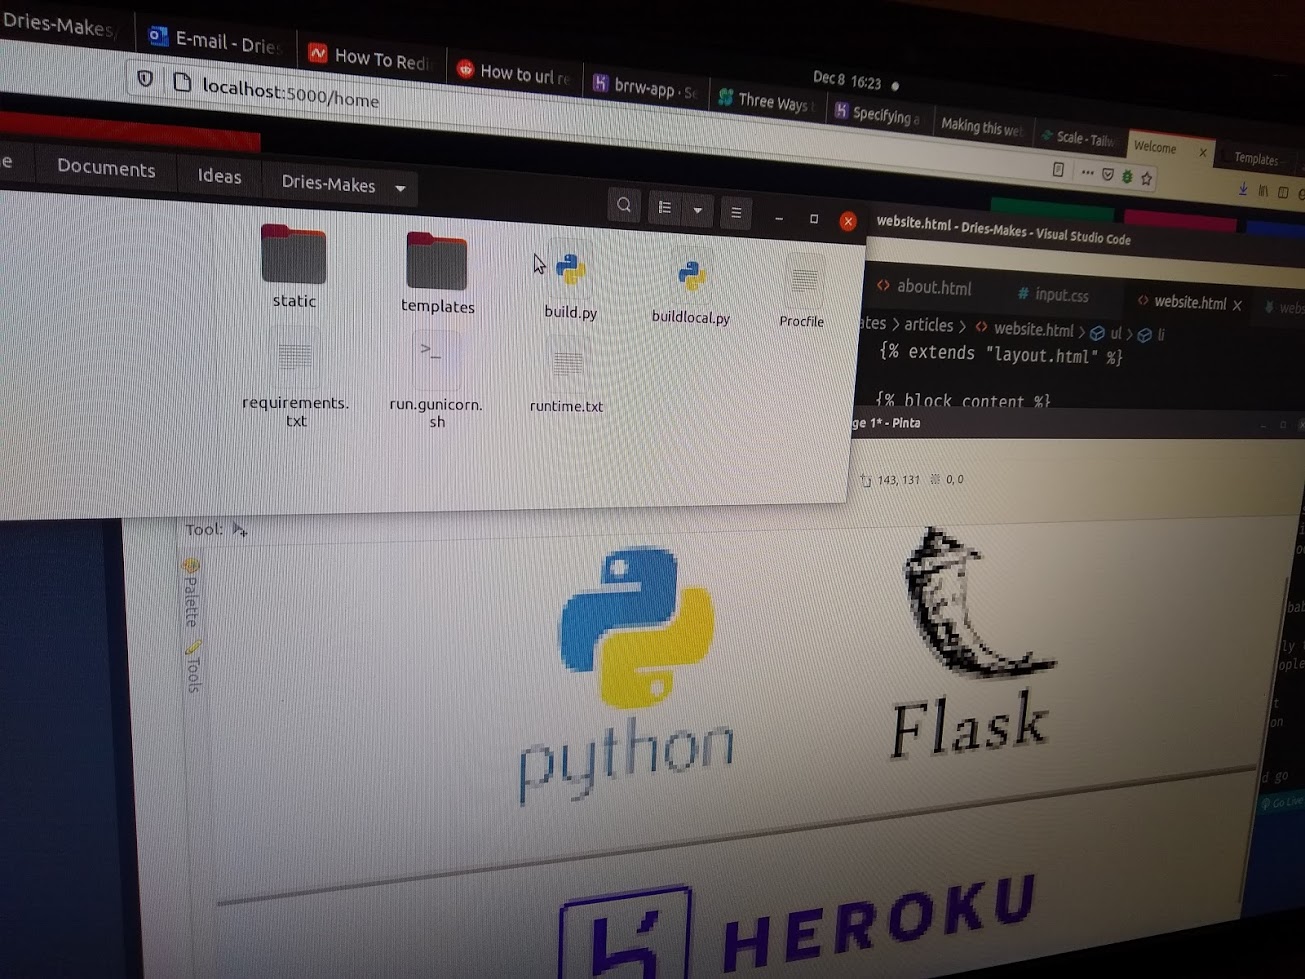 Dries-Makes/
E-mail - Dries
How To Redi
How to url re
brrw-app · Se
Three Ways t
Specifying a
Making this we
Scale - Tailw
Welcome
Templates
Dec 8 16:23
localhost:5000/home
e
Documents
Ideas
Dries-Makes
static
templates
build.py
buildlocal.py
Procfile
requirements.
txt
run.gunicorn.
sh
runtime.txt
website.html - Dries-Makes - Visual Studio Code
about.html
# input.css
website.html
webs
ates > articles > website.html > ul > li
{% extends "layout.html" %}
{% block content %}
ge 1* - Pinta
143, 131
0, 0
Tool:
Palette
Tools
python
Flask
HEROKU
bal
ly
ople
t
on
d go
Go Live